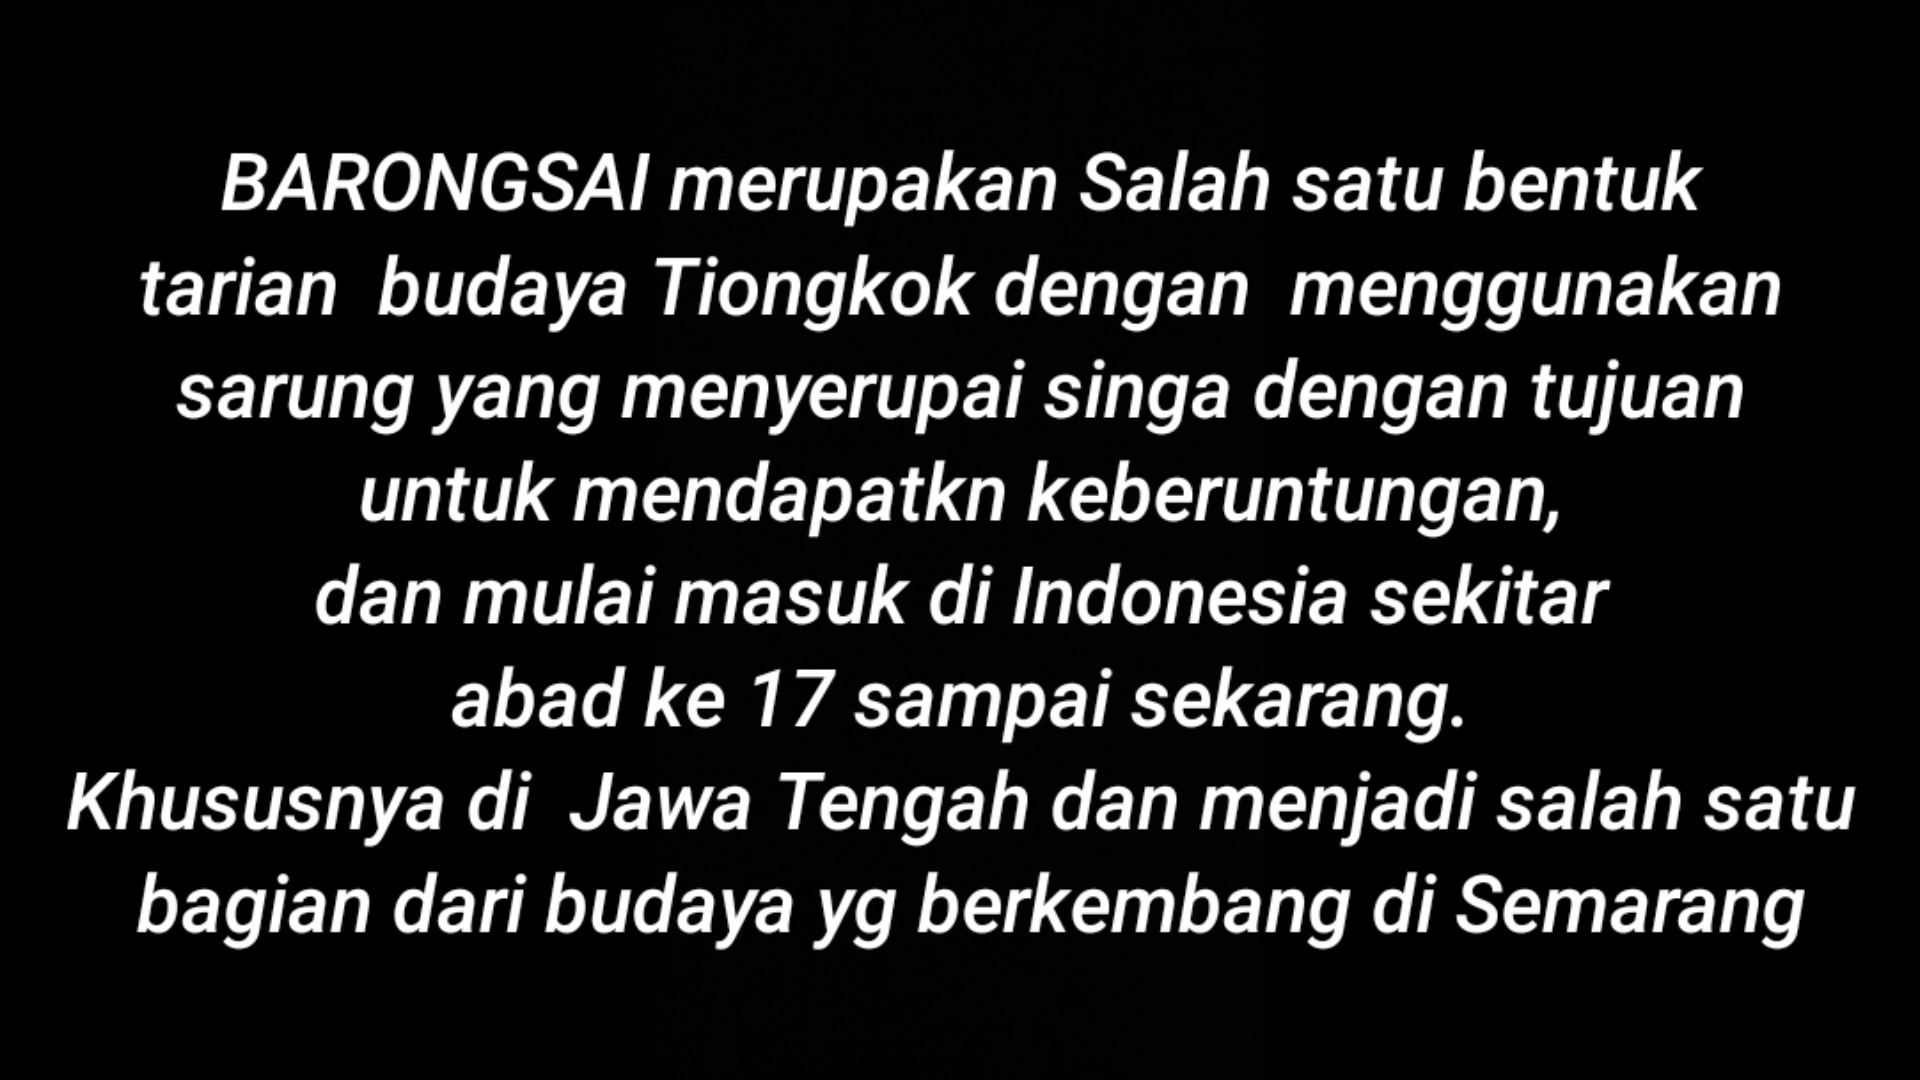 BARONGSAI merupakan Salah satu bentuk
tarian  budaya Tiongkok dengan  menggunakan
sarung yang menyerupai singa dengan tujuan
untuk mendapatkn keberuntungan,
dan mulai masuk di Indonesia sekitar
abad ke 17 sampai sekarang.
Khususnya di  Jawa Tengah dan menjadi salah satu
bagian dari budaya yg berkembang di Semarang